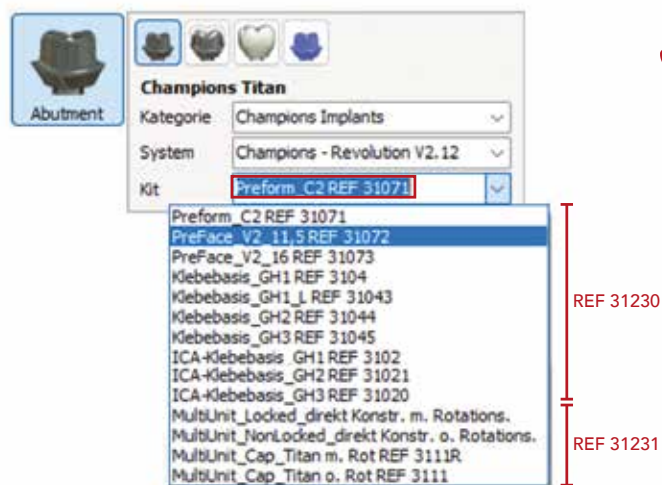 Abutment
Champions Titan
Kategorie Champions Implants
System Champions - Revolution V2.12
Kit Preform_C2 REF 31071
Preform_C2 REF 31071
PreFace_V2_11,5 REF 31072
PreFace_V2_16 REF 31073
Klebebasis_GH1 REF 3104
Klebebasis_GH1_L REF 31043
Klebebasis_GH2 REF 31044
Klebebasis_GH3 REF 31045
ICA-Klebebasis_GH1 REF 3102
ICA-Klebebasis_GH2 REF 31021
ICA-Klebebasis_GH3 REF 31020
REF 31230
MultiUnit_Locked_direkt Konstr. m. Rotations.
MultiUnit_NonLocked_direkt Konstr. o. Rotations.
MultiUnit_Cap_Titan m. Rot REF 3111R
MultiUnit_Cap_Titan o. Rot REF 3111
REF 31231